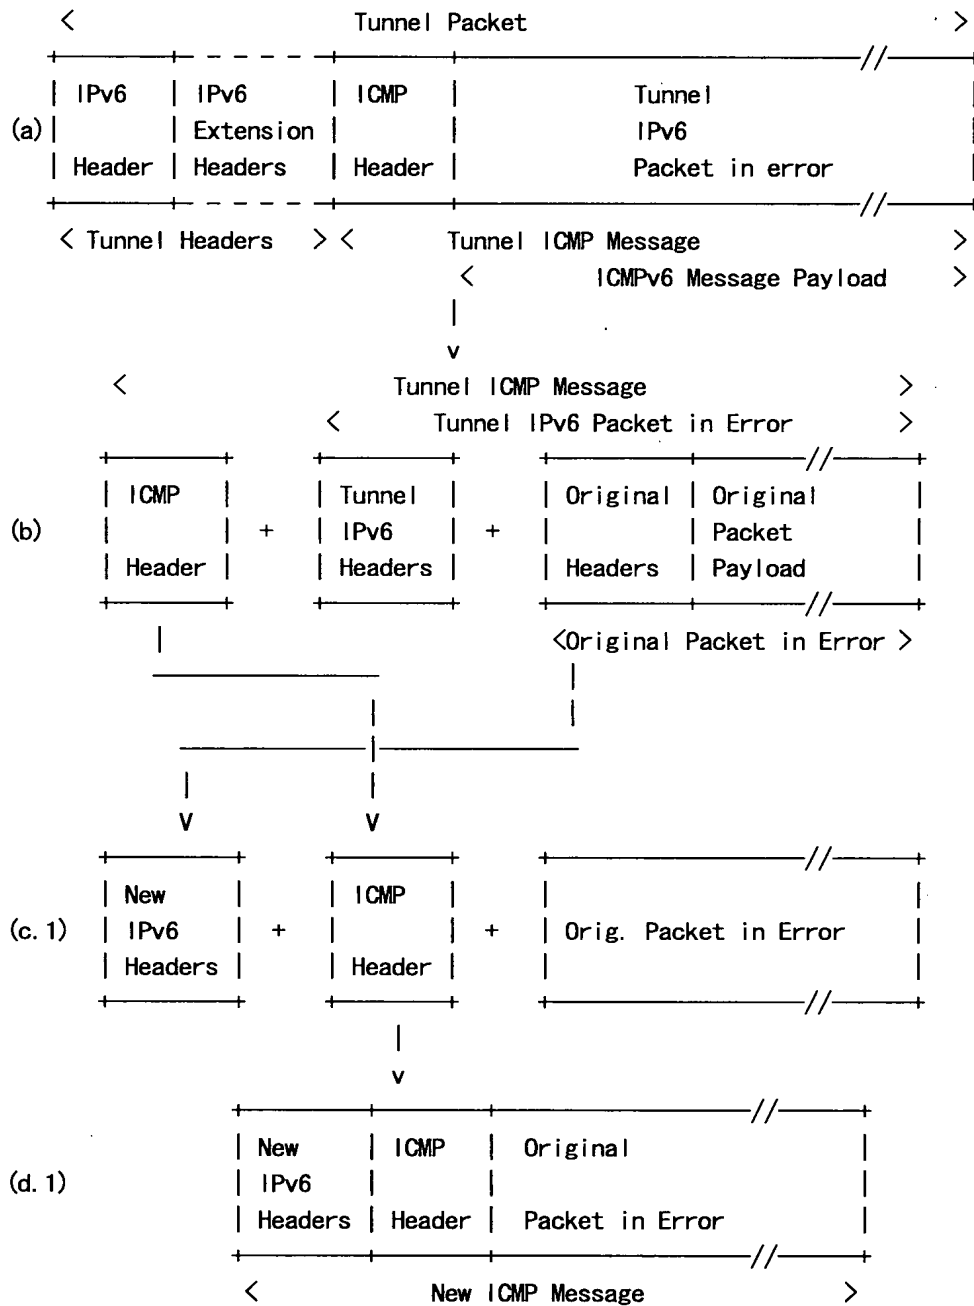 < Tunnel Packet >
+--------+- - - - - -+--------+------------------------------//-------+
| IPv6 | IPv6 | ICMP | Tunnel |
(a) | | Extension | | IPv6 |
| Header | Headers | Header | Packet in error |
+--------+- - - - - -+--------+------------------------------//-------+
< Tunnel Headers > < Tunnel ICMP Message >
< ICMPv6 Message Payload >
|
v
< Tunnel ICMP Message >
< Tunnel IPv6 Packet in Error >
+--------+ +---------+ +----------+--------//------+
| ICMP | | Tunnel | | Original | Original |
(b) | | + | IPv6 | + | | Packet |
| Header | | Headers | | Headers | Payload |
+--------+ +---------+ +----------+--------//------+
| <Original Packet in Error >
--------------- |
| |
--------------|--------------
| |
V V
+---------+ +--------+ +-------------------//------+
| New | | ICMP | | |
(c.1) | IPv6 | + | | + | Orig. Packet in Error |
| Headers | | Header | | |
+---------+ +--------+ +-------------------//------+
|
v
+---------+--------+-------------------//------+
| New | ICMP | Original |
(d.1) | IPv6 | | |
| Headers | Header | Packet in Error |
+---------+--------+-------------------//------+
< New ICMP Message >